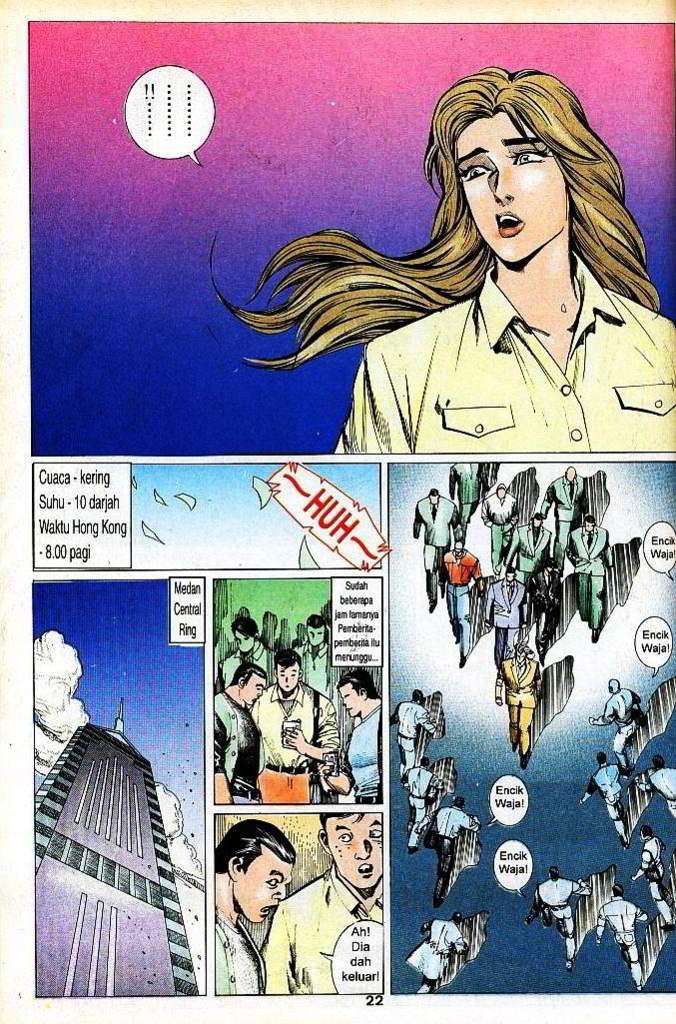 !! ...... ......
Cuaca - kering
Suhu - 10 darjah
Waktu Hong Kong
- 8.00 pagi
~HUH~
Medan
Central
Ring
Sudah
beberapa
jam lamanya
Pemberita-
pemberita itu
menunggu...
Ah!
Dia
dah
keluar!
Encik
Waja!
Encik
Waja!
Encik
Waja!
Encik
Waja!
22